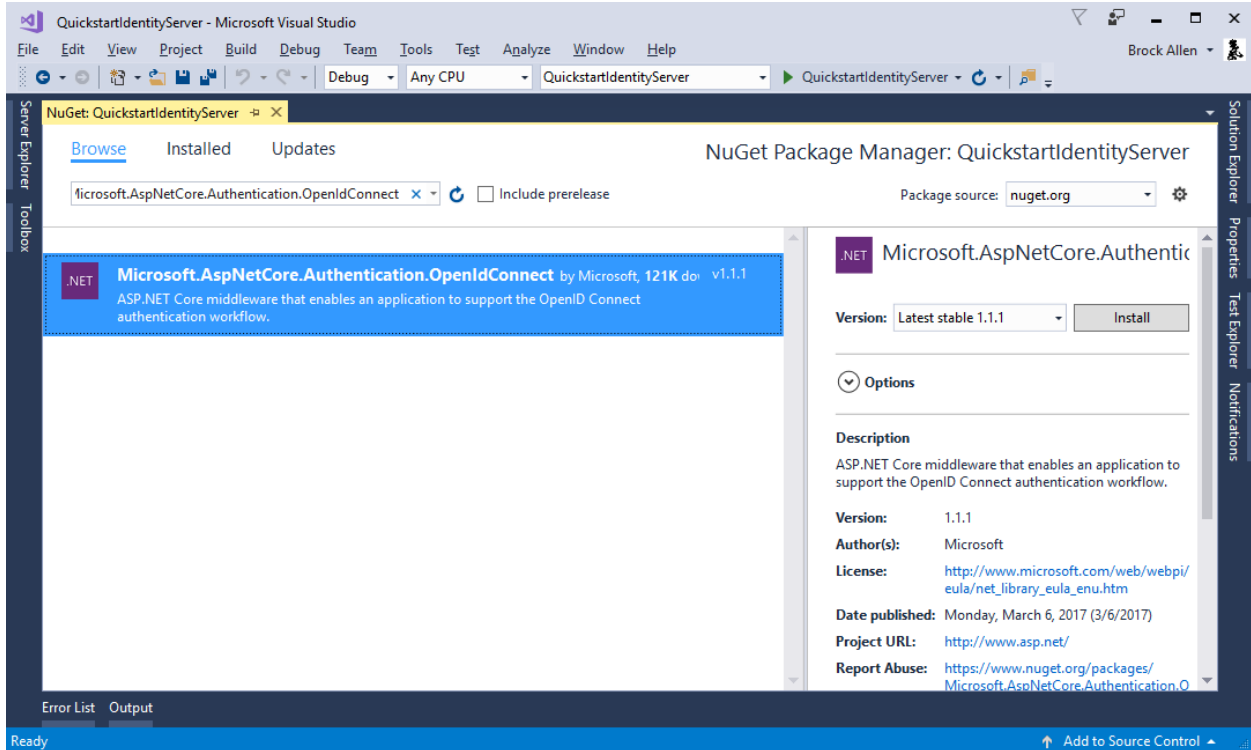 QuickstartIdentityServer - Microsoft Visual Studio
File Edit View Project Build Debug Team Tools Test Analyze Window Help Brock Allen
Debug Any CPU QuickstartIdentityServer QuickstartIdentityServer
Server Explorer
Toolbox
NuGet: QuickstartIdentityServer
Browse Installed Updates NuGet Package Manager: QuickstartIdentityServer
Microsoft.AspNetCore.Authentication.OpenIdConnect Include prerelease Package source: nuget.org
.NET
Microsoft.AspNetCore.Authentication.OpenIdConnect by Microsoft, 121K dov v1.1.1
ASP.NET Core middleware that enables an application to support the OpenID Connect
authentication workflow.
.NET Microsoft.AspNetCore.Authentic
Version: Latest stable 1.1.1 Install
Options
Description
ASP.NET Core middleware that enables an application to
support the OpenID Connect authentication workflow.
Version: 1.1.1
Author(s): Microsoft
License: http://www.microsoft.com/web/webpi/
eula/net_library_eula_enu.htm
Date published: Monday, March 6, 2017 (3/6/2017)
Project URL: http://www.asp.net/
Report Abuse: https://www.nuget.org/packages/
Microsoft.AspNetCore.Authentication.O
Solution Explorer
Properties
Test Explorer
Notifications
Error List Output
Ready Add to Source Control